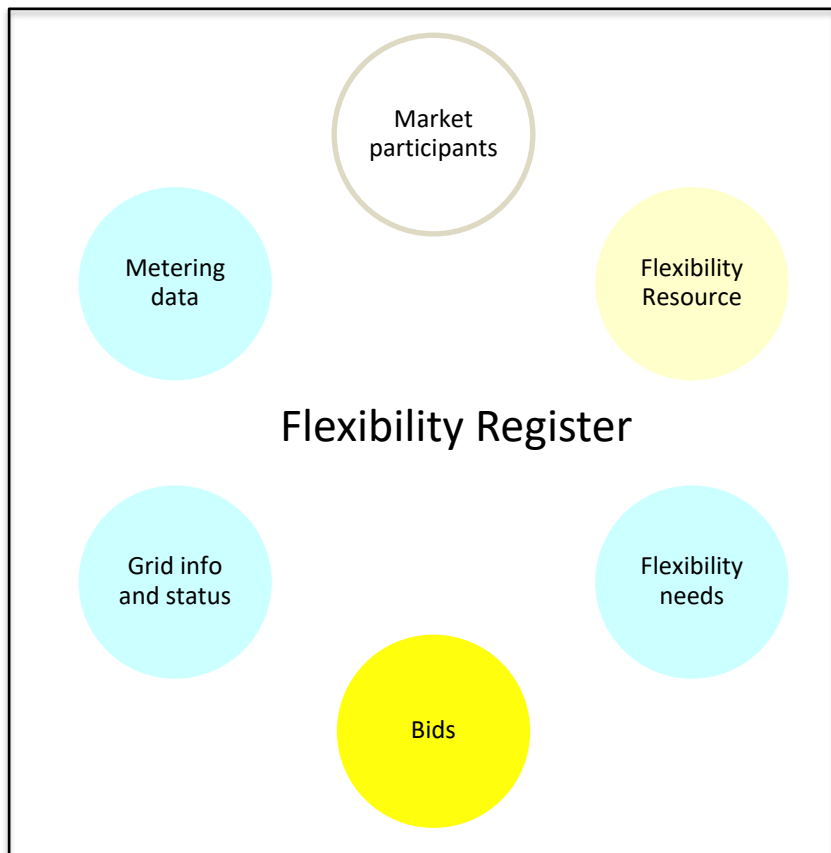 Market
participants
Metering
data
Flexibility
Resource
Flexibility Register
Grid info
and status
Flexibility
needs
Bids